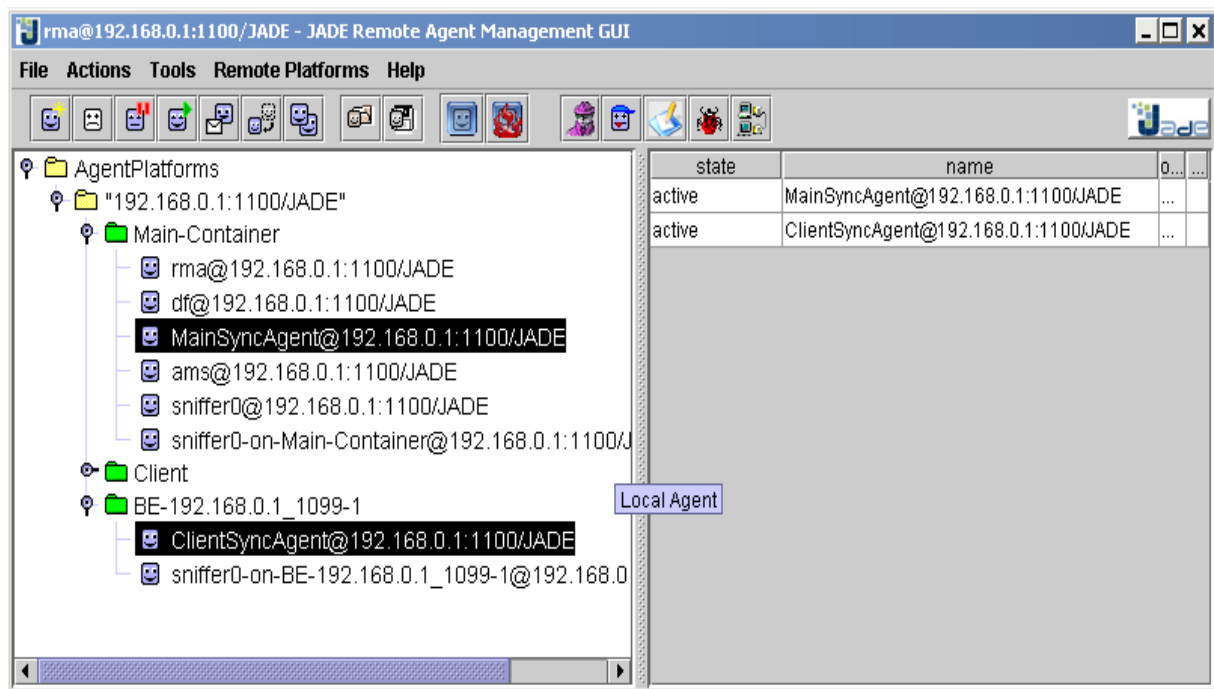 rma@192.168.0.1:1100/JADE - JADE Remote Agent Management GUI
File Actions Tools Remote Platforms Help
Jade
AgentPlatforms
"192.168.0.1:1100/JADE"
Main-Container
rma@192.168.0.1:1100/JADE
df@192.168.0.1:1100/JADE
MainSyncAgent@192.168.0.1:1100/JADE
ams@192.168.0.1:1100/JADE
sniffer0@192.168.0.1:1100/JADE
sniffer0-on-Main-Container@192.168.0.1:1100/J
Client
BE-192.168.0.1_1099-1
ClientSyncAgent@192.168.0.1:1100/JADE
sniffer0-on-BE-192.168.0.1_1099-1@192.168.0
Local Agent
state name o... ...
active MainSyncAgent@192.168.0.1:1100/JADE ...
active ClientSyncAgent@192.168.0.1:1100/JADE ...